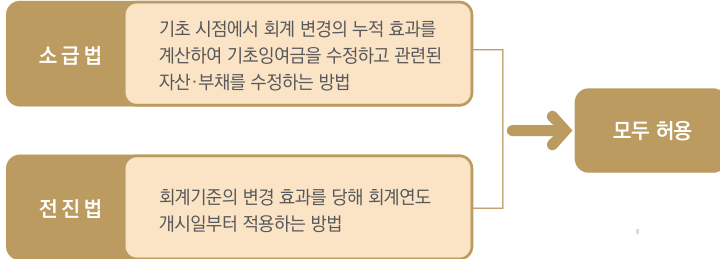 소급법
기초 시점에서 회계 변경의 누적 효과를
계산하여 기초잉여금을 수정하고 관련된
자산·부채를 수정하는 방법
모두 허용
전진법
회계기준의 변경 효과를 당해 회계연도
개시일부터 적용하는 방법